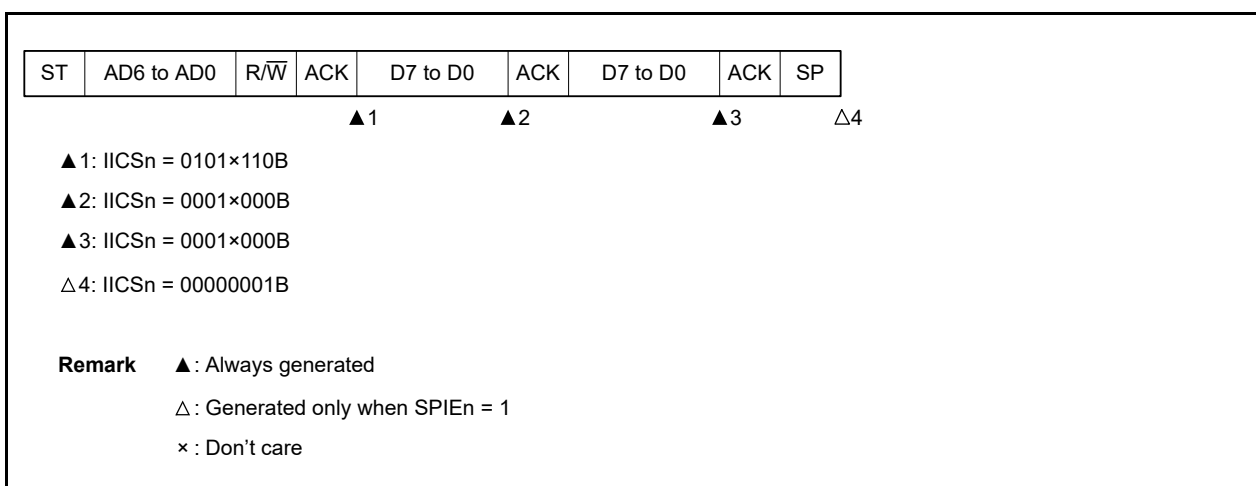 ST AD6 to AD0 R/W̅ ACK D7 to D0 ACK D7 to D0 ACK SP
▲1 ▲2 ▲3 △4
▲1: IICSn = 0101×110B
▲2: IICSn = 0001×000B
▲3: IICSn = 0001×000B
△4: IICSn = 00000001B
Remark ▲: Always generated
△: Generated only when SPIEn = 1
× : Don’t care